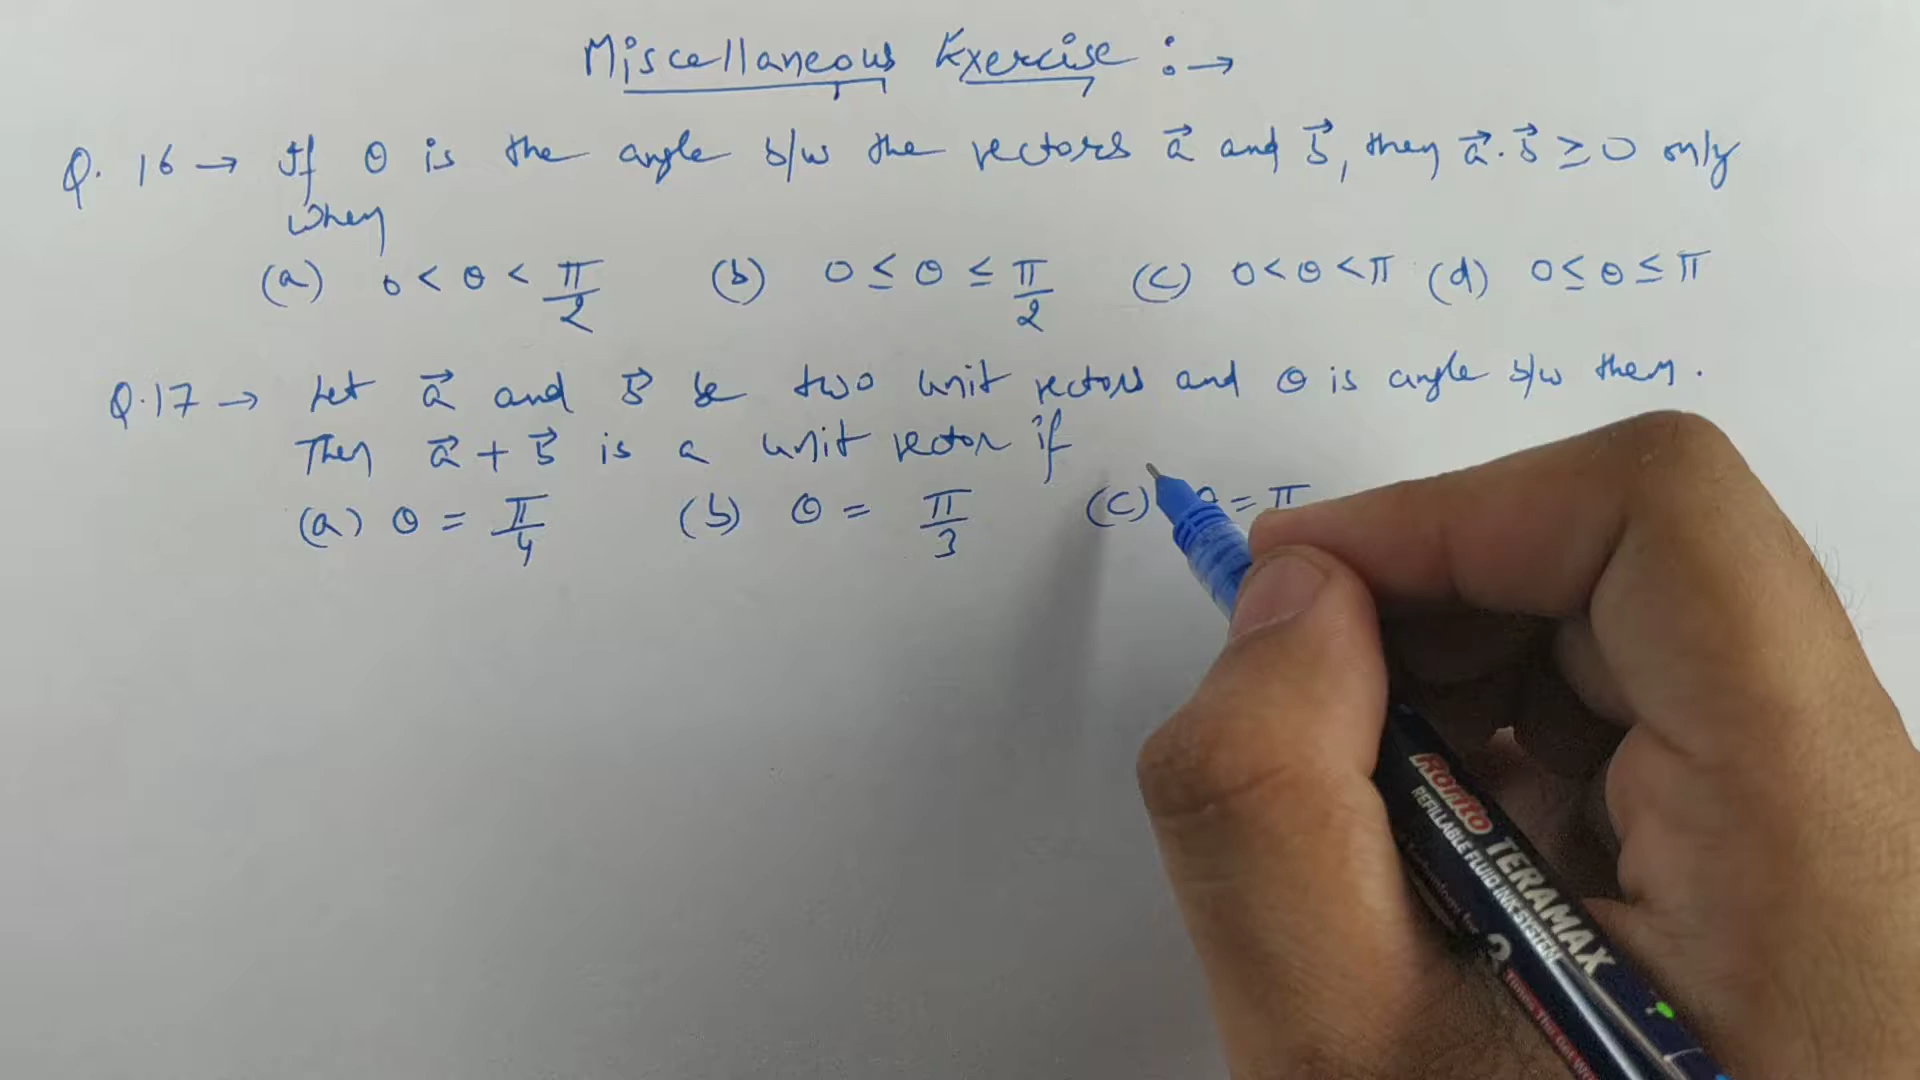 Miscellaneous Exercise :→
Q. 16 → If θ is the angle b/w the vectors a⃗ and b⃗, then a⃗.b⃗ ≥ 0 only
when
(a) 0 < θ < π/2 (b) 0 ≤ θ ≤ π/2 (c) 0 < θ < π (d) 0 ≤ θ ≤ π
Q.17 → Let a⃗ and b⃗ be two unit vectors and θ is angle b/w them.
Then a⃗ + b⃗ is a unit vector if
(a) θ = π/4 (b) θ = π/3 (c) θ = π
Rorito
TERAMAX
REFILLABLE FLUID INK SYSTEM